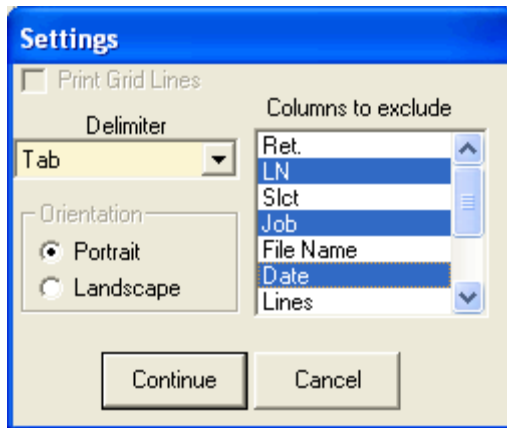 Settings
Print Grid Lines
Columns to exclude
Delimiter
Tab
Ret.
LN
Slct
Job
File Name
Date
Lines
Orientation
Portrait
Landscape
Continue
Cancel